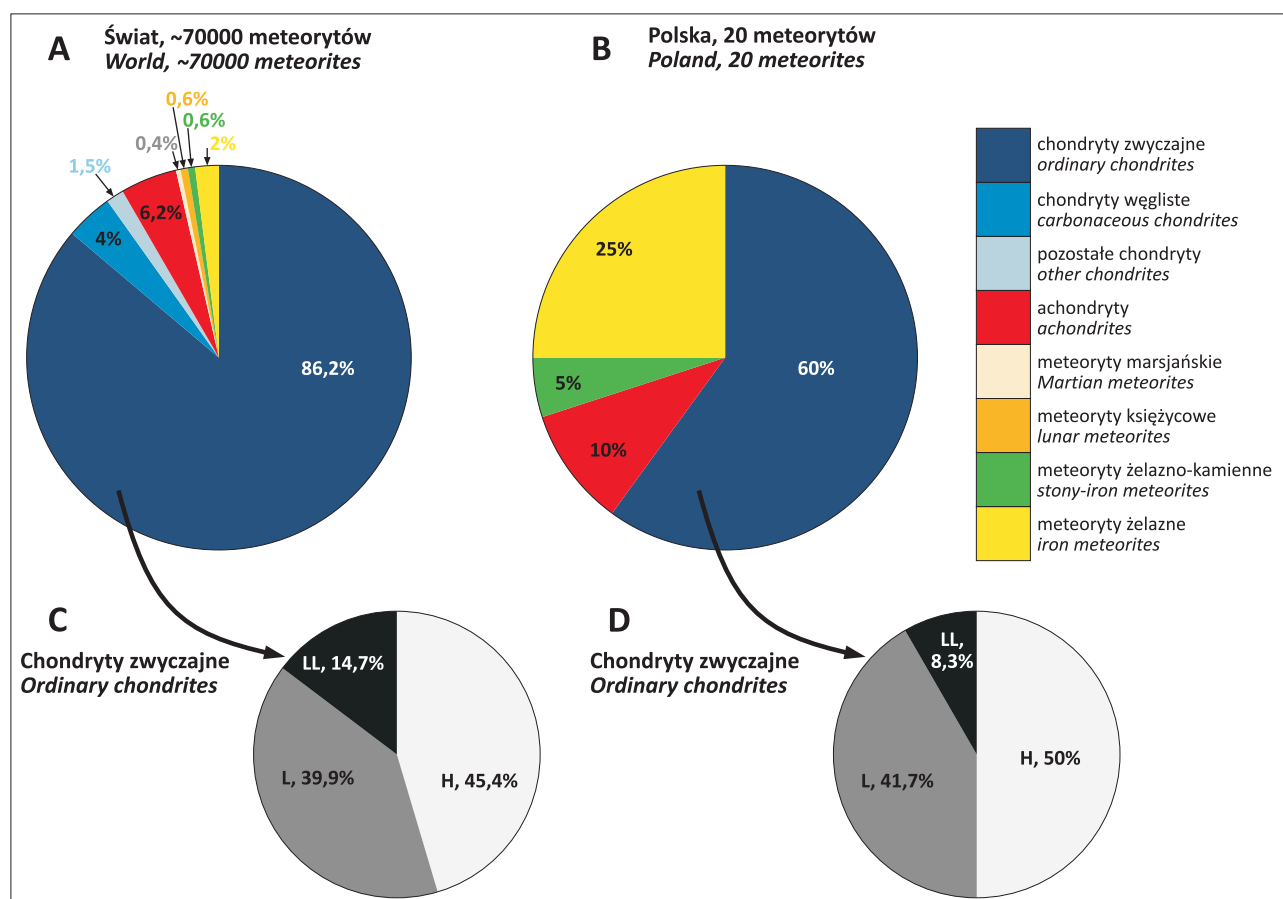 A
Świat, ~70000 meteorytów
World, ~70000 meteorites
0,6%
0,6%
0,4%
2%
1,5%
6,2%
4%
86,2%
B
Polska, 20 meteorytów
Poland, 20 meteorites
25%
5%
10%
60%
chondryty zwyczajne
ordinary chondrites
chondryty węgliste
carbonaceous chondrites
pozostałe chondryty
other chondrites
achondryty
achondrites
meteoryty marsjańskie
Martian meteorites
meteoryty księżycowe
lunar meteorites
meteoryty żelazno-kamienne
stony-iron meteorites
meteoryty żelazne
iron meteorites
C
Chondryty zwyczajne
Ordinary chondrites
LL, 14,7%
L, 39,9%
H, 45,4%
D
Chondryty zwyczajne
Ordinary chondrites
LL,
8,3%
L, 41,7%
H, 50%